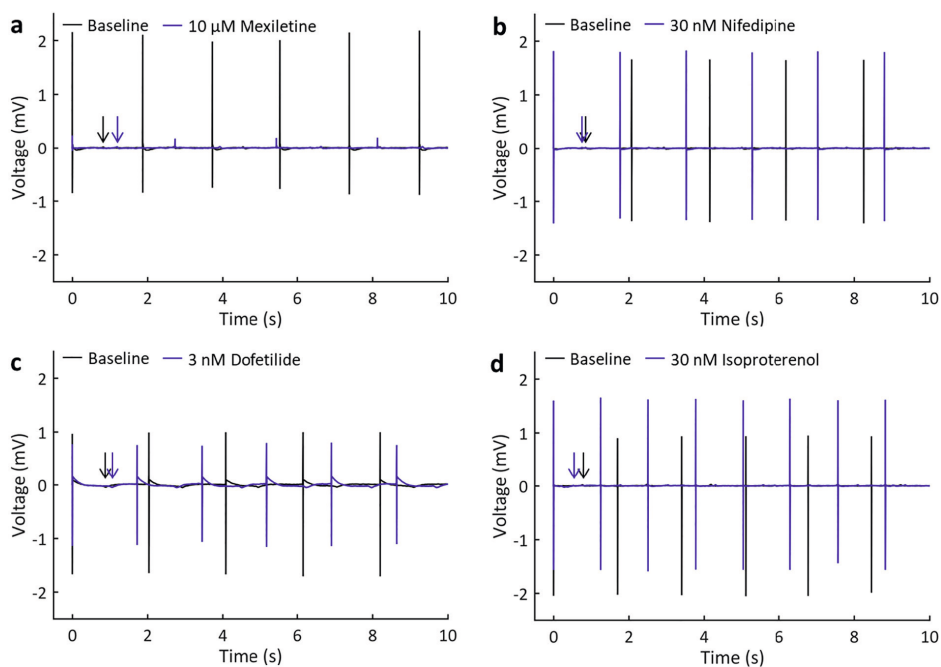 a
Baseline
10 µM Mexiletine
2
1
0
-1
-2
Voltage (mV)
0 2 4 6 8 10
Time (s)
b
Baseline
30 nM Nifedipine
2
1
0
-1
-2
Voltage (mV)
0 2 4 6 8 10
Time (s)
c
Baseline
3 nM Dofetilide
2
1
0
-1
-2
Voltage (mV)
0 2 4 6 8 10
Time (s)
d
Baseline
30 nM Isoproterenol
2
1
0
-1
-2
Voltage (mV)
0 2 4 6 8 10
Time (s)